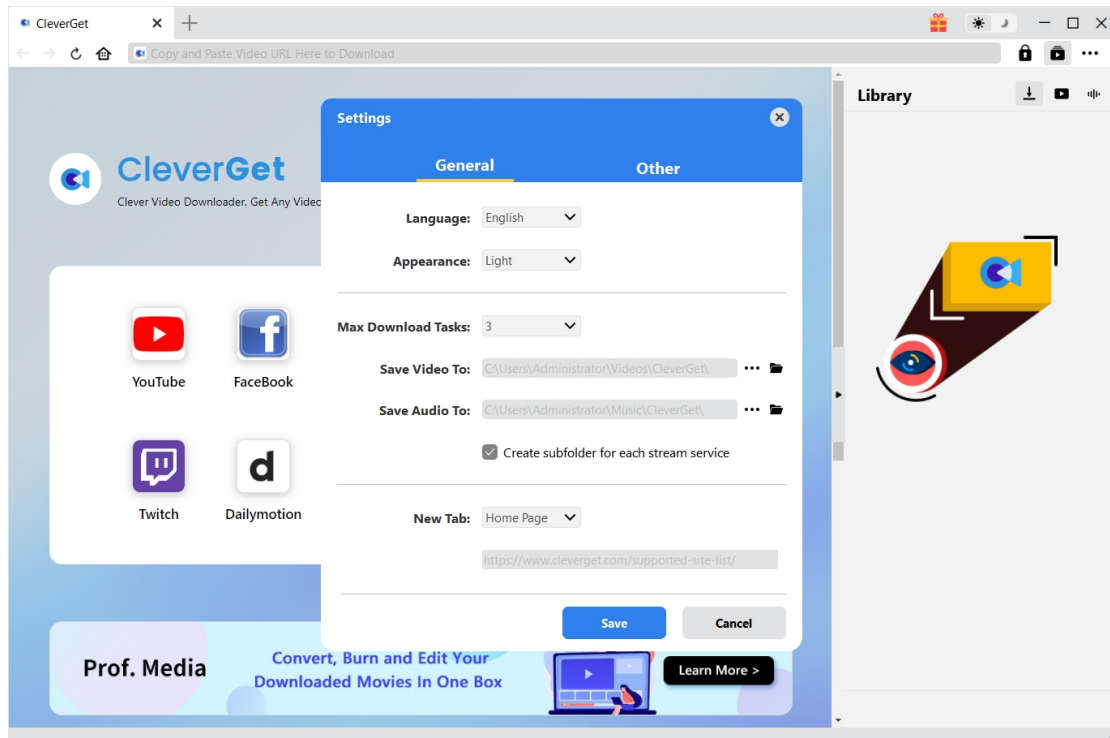 CleverGet
Copy and Paste Video URL Here to Download
Library
CleverGet
Clever Video Downloader, Get Any Video
YouTube
FaceBook
Twitch
Dailymotion
Settings
General
Other
Language:
English
Appearance:
Light
Max Download Tasks:
3
Save Video To:
C:\Users\Administrator\Videos\CleverGet\
Save Audio To:
C:\Users\Administrator\Music\CleverGet\
Create subfolder for each stream service
New Tab:
Home Page
https://www.cleverget.com/supported-site-list/
Save
Cancel
Prof. Media
Convert, Burn and Edit Your
Downloaded Movies In One Box
Learn More >